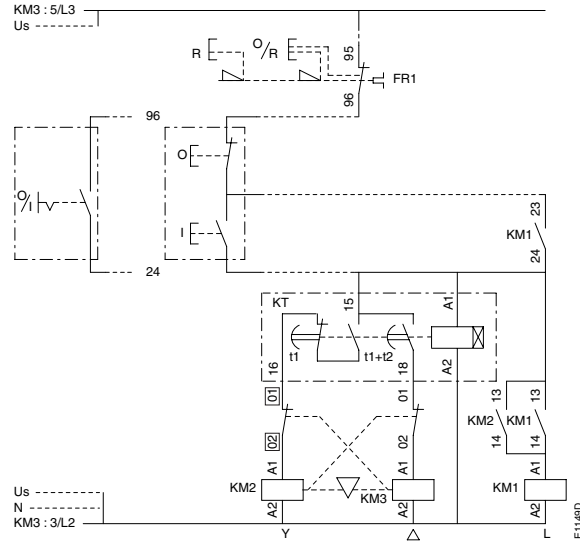 KM3 : 5/L3
Us
R
O/R
95
96
FR1
96
O
O/I
I
23
KM1
24
24
KT
15
A1
t1
t1+t2
16
18
A2
01
01
13
13
KM2
KM1
02
02
14
14
A1
A1
A1
KM2
KM3
KM1
A2
A2
A2
Us
N
KM3 : 3/L2
Y
L
E1149D